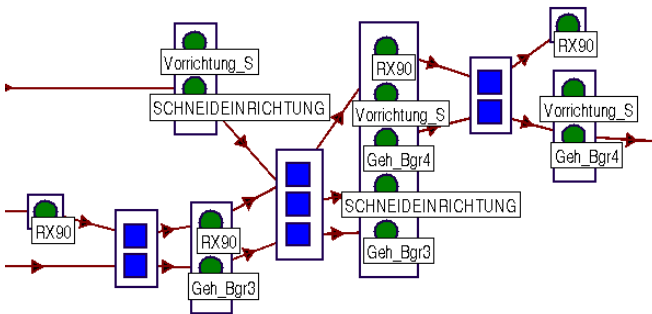 Vorrichtung_S
SCHNEIDEINRICHTUNG
RX90
RX90
Geh_Bgr3
RX90
Vorrichtung_S
Geh_Bgr4
SCHNEIDEINRICHTUNG
Geh_Bgr3
RX90
Vorrichtung_S
Geh_Bgr4